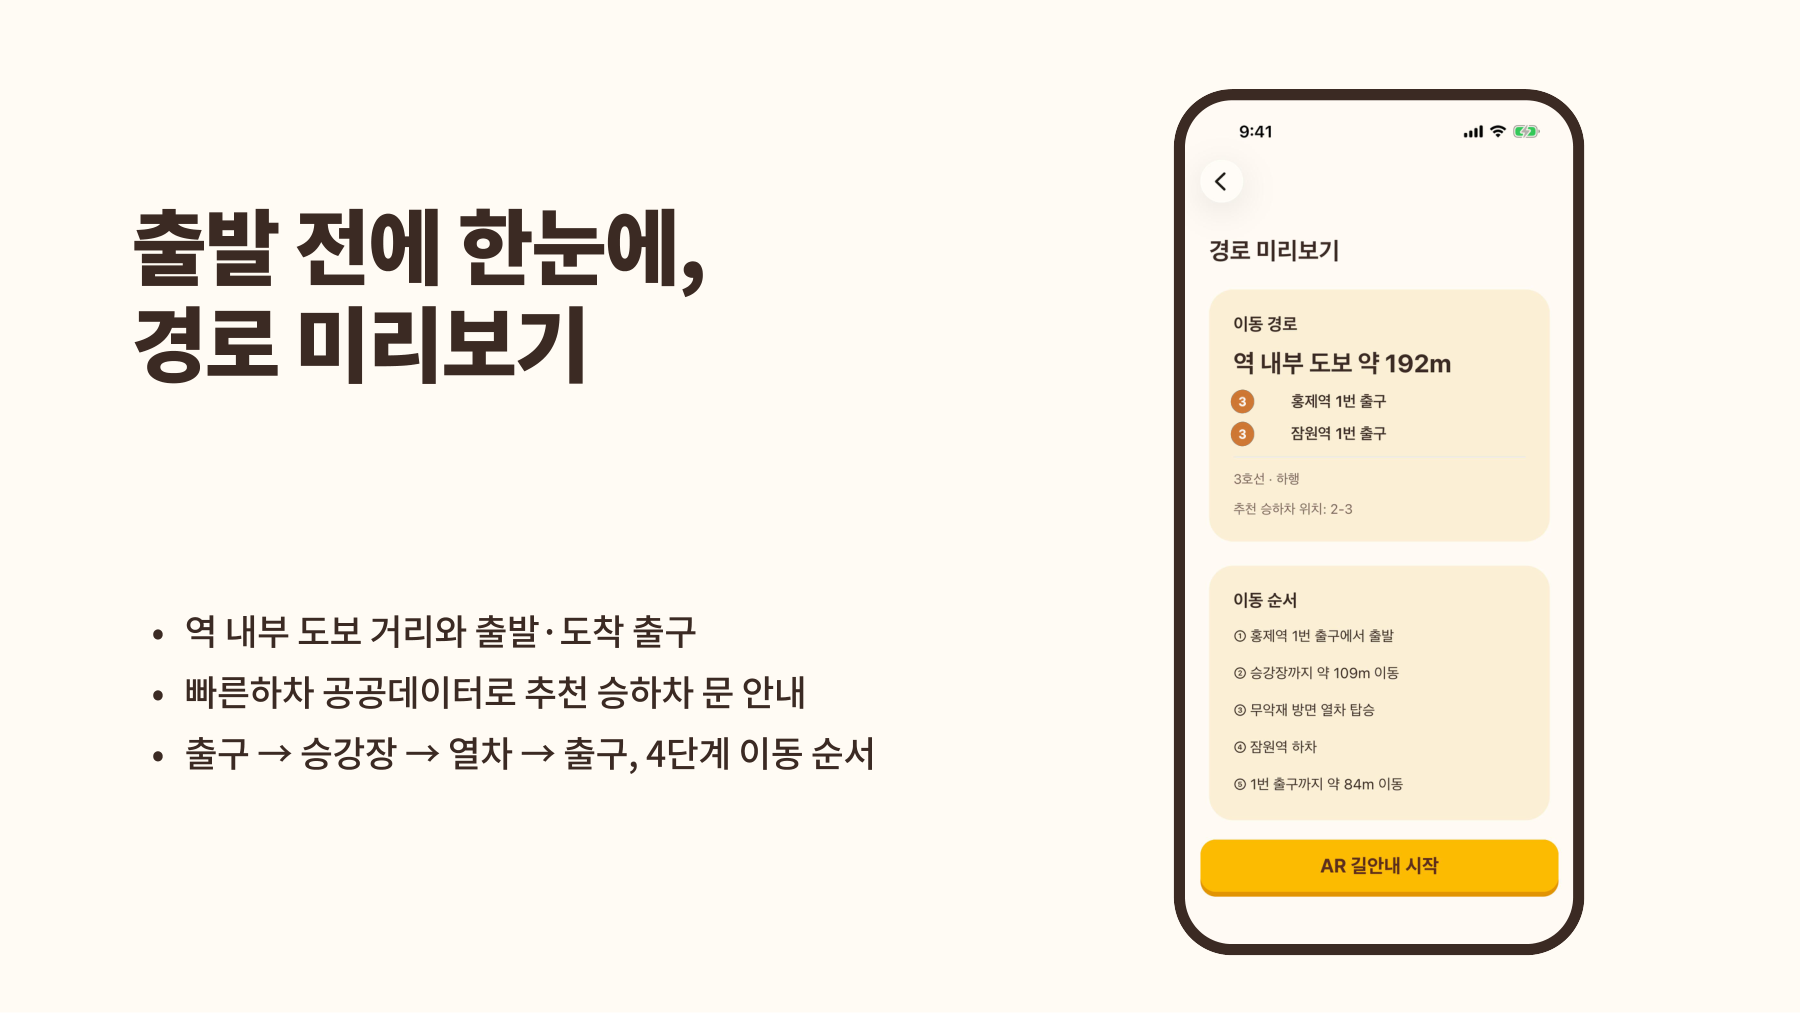 출발 전에 한눈에,
경로 미리보기
• 역 내부 도보 거리와 출발·도착 출구
• 빠른하차 공공데이터로 추천 승하차 문 안내
• 출구 → 승강장 → 열차 → 출구, 4단계 이동 순서
9:41
경로 미리보기
이동 경로
역 내부 도보 약 192m
3 홍제역 1번 출구
3 잠원역 1번 출구
3호선 · 하행
추천 승하차 위치: 2-3
이동 순서
① 홍제역 1번 출구에서 출발
② 승강장까지 약 109m 이동
③ 무악재 방면 열차 탑승
④ 잠원역 하차
⑤ 1번 출구까지 약 84m 이동
AR 길안내 시작